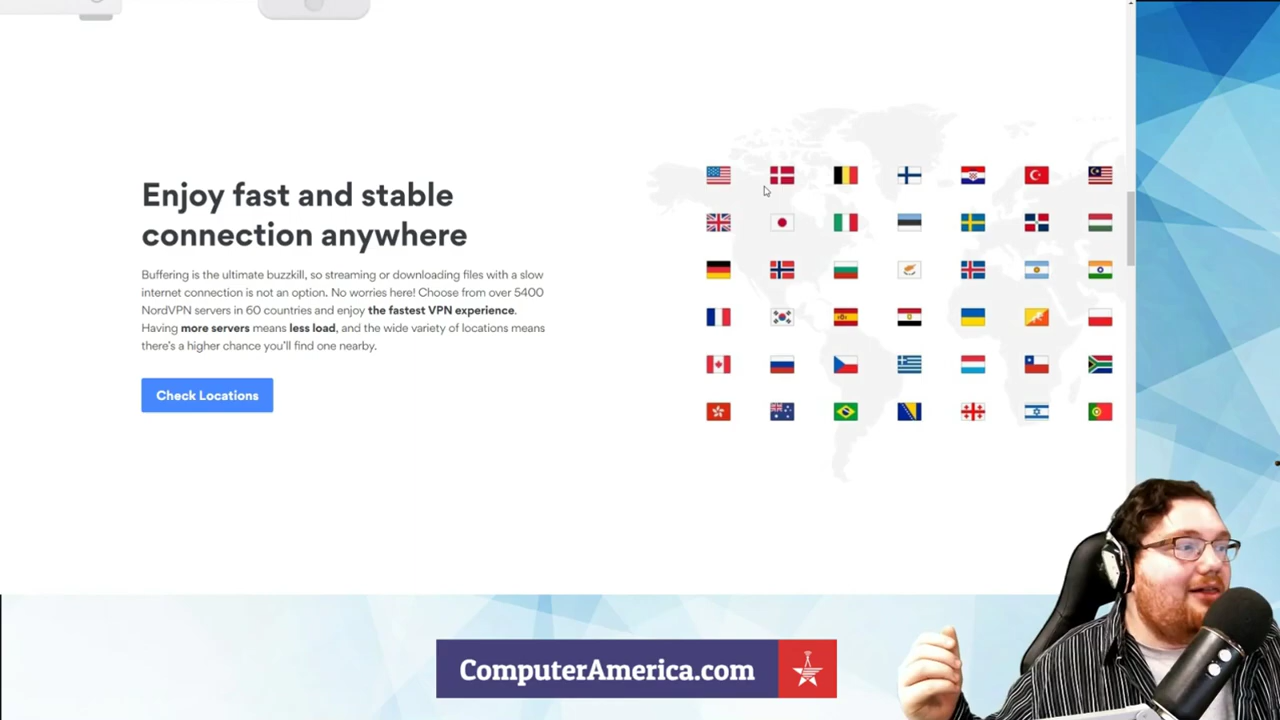 Enjoy fast and stable
connection anywhere
Buffering is the ultimate buzzkill, so streaming or downloading files with a slow
internet connection is not an option. No worries here! Choose from over 5400
NordVPN servers in 60 countries and enjoy the fastest VPN experience.
Having more servers means less load, and the wide variety of locations means
there's a higher chance you'll find one nearby.
Check Locations
ComputerAmerica.com